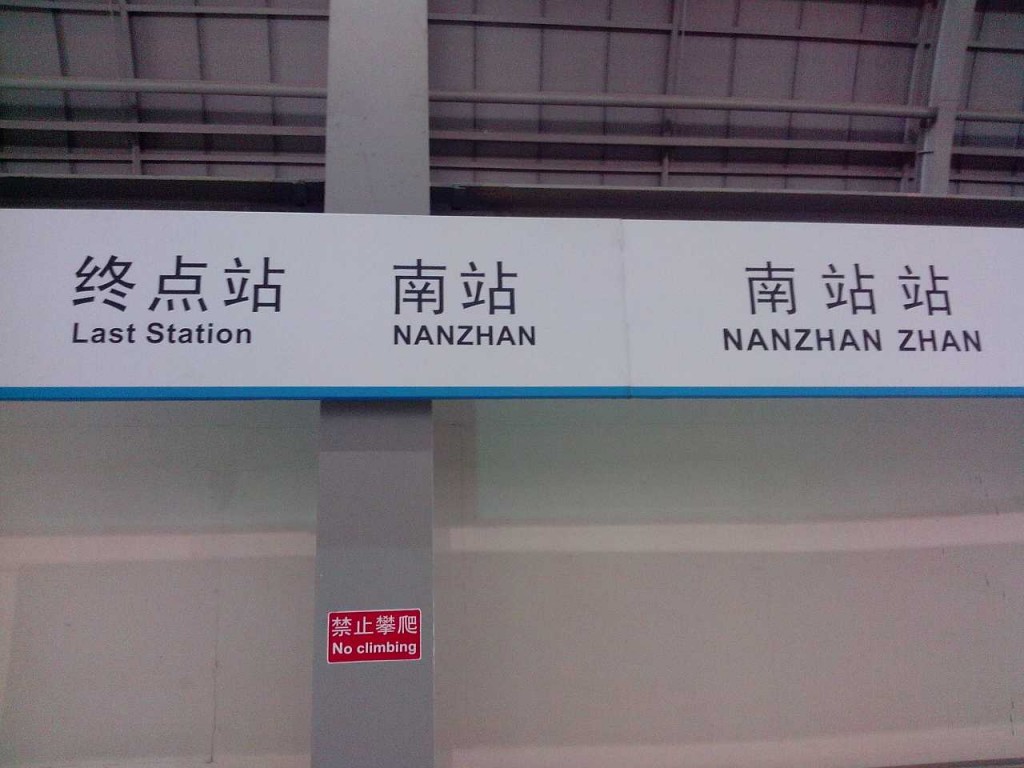 终点站
Last Station
南站
NANZHAN
南站站
NANZHAN ZHAN
禁止攀爬
No climbing